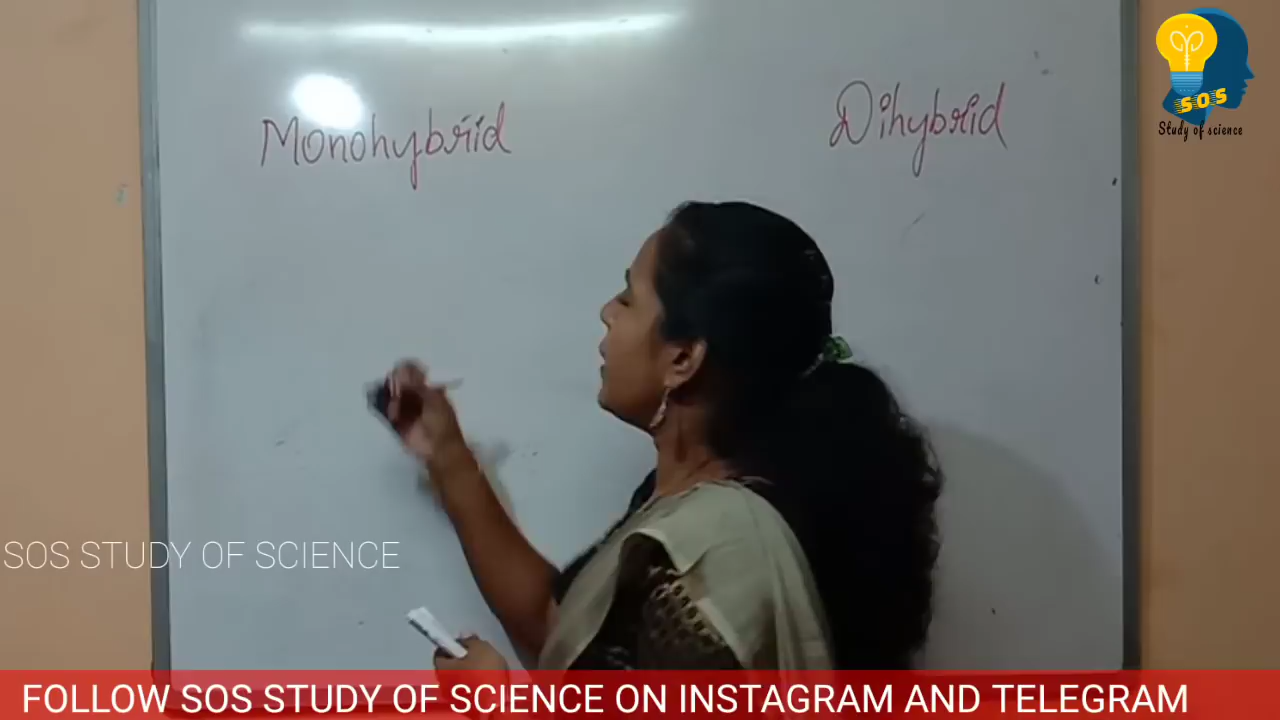 Monohybrid
Dihybrid
SOS
Study of science
SOS STUDY OF SCIENCE
FOLLOW SOS STUDY OF SCIENCE ON INSTAGRAM AND TELEGRAM